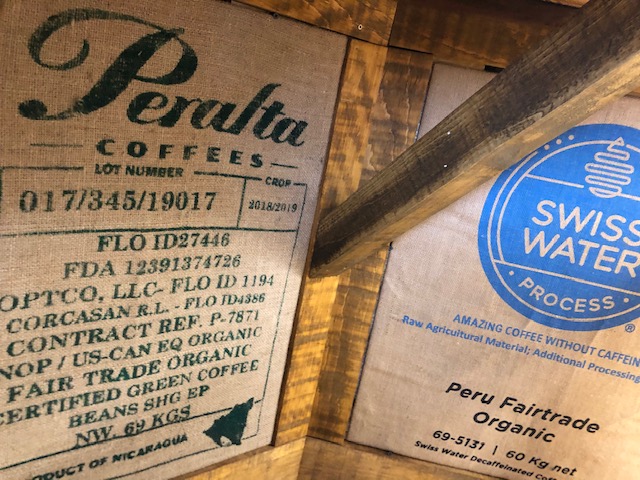 Peralta
COFFEES
LOT NUMBER
CROP
017/345/19017
2018/2019
FLO ID27446
FDA 12391374726
OPTCO, LLC- FLO ID 1194
CORCASAN R.L. - FLO ID4386
CONTRACT REF. P-7871
NOP / US-CAN EQ ORGANIC
FAIR TRADE ORGANIC
CERTIFIED GREEN COFFEE
BEANS SHG EP
NW. 69 KGS
DUCT OF NICARAGUA
SWISS
WATER
PROCESS
®
AMAZING COFFEE WITHOUT CAFFEIN
Raw Agricultural Material; Additional Processing
Peru Fairtrade
Organic
69-5131 | 60 Kg net
Swiss Water Decaffeinated